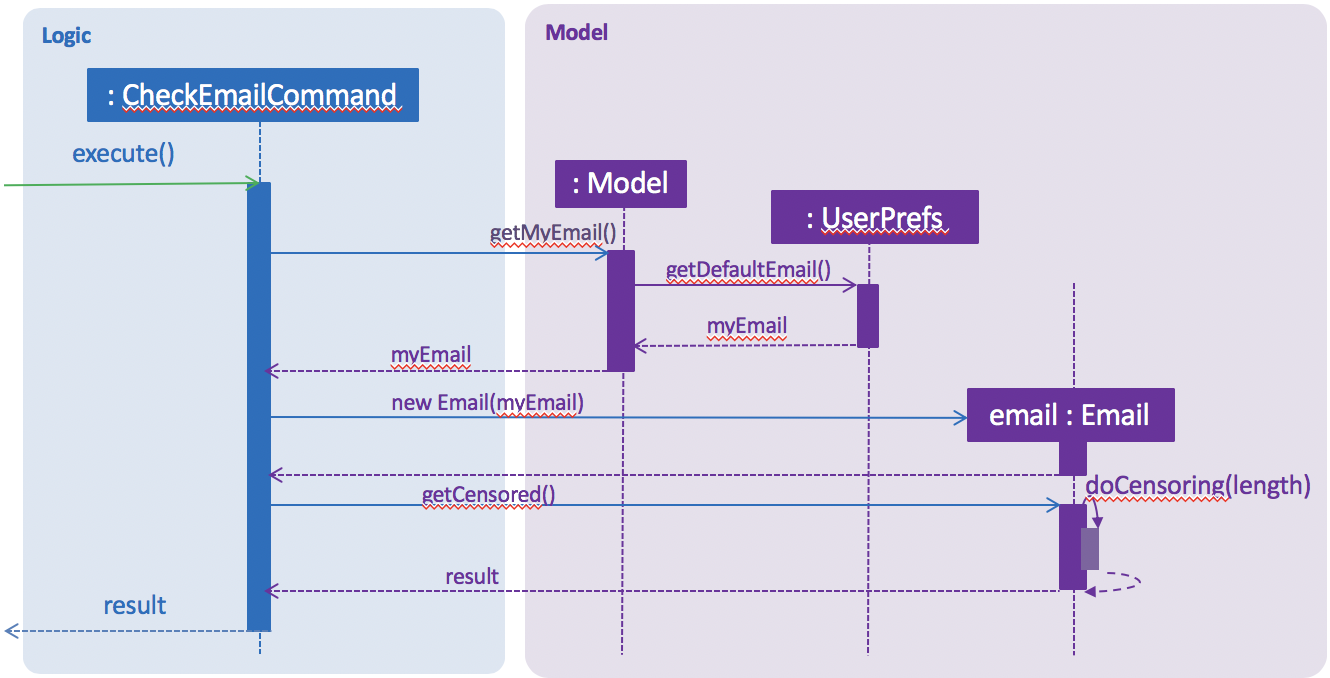 Logic
Model
: CheckEmailCommand
execute()
: Model
: UserPrefs
getMyEmail()
getDefaultEmail()
myEmail
myEmail
new Email(myEmail)
email : Email
getCensored()
doCensoring(length)
result
result